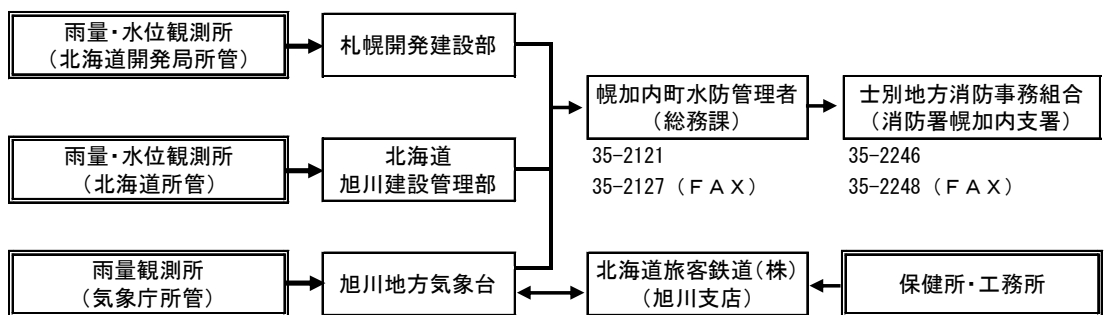 雨量・水位観測所
（北海道開発局所管）
札幌開発建設部
幌加内町水防管理者
（総務課）
士別地方消防事務組合
（消防署幌加内支署）
35-2121
35-2127（ＦＡＸ）
35-2246
35-2248（ＦＡＸ）
雨量・水位観測所
（北海道所管）
北海道
旭川建設管理部
雨量観測所
（気象庁所管）
旭川地方気象台
北海道旅客鉄道（株）
（旭川支店）
保健所・工務所